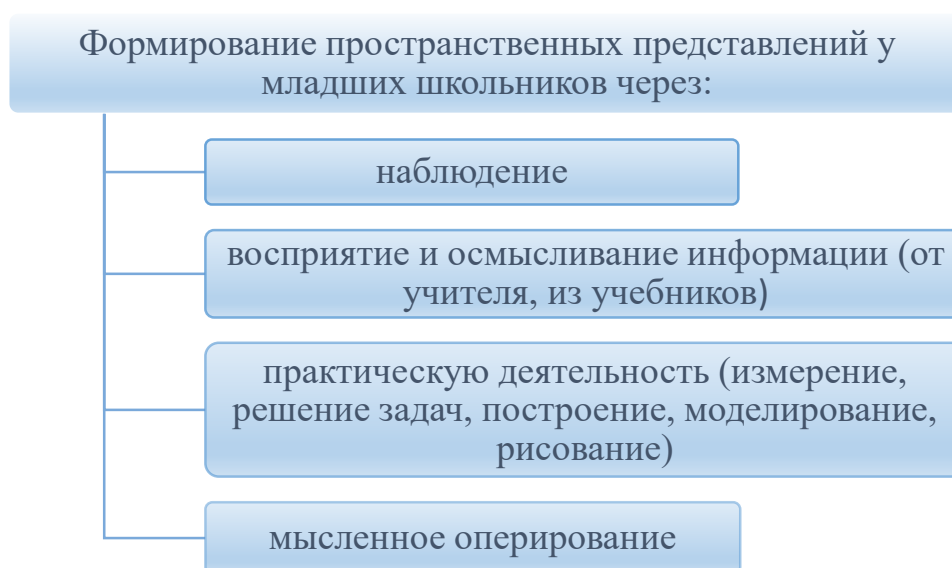 Формирование пространственных представлений у
младших школьников через:
наблюдение
восприятие и осмысливание информации (от
учителя, из учебников)
практическую деятельность (измерение,
решение задач, построение, моделирование,
рисование)
мысленное оперирование